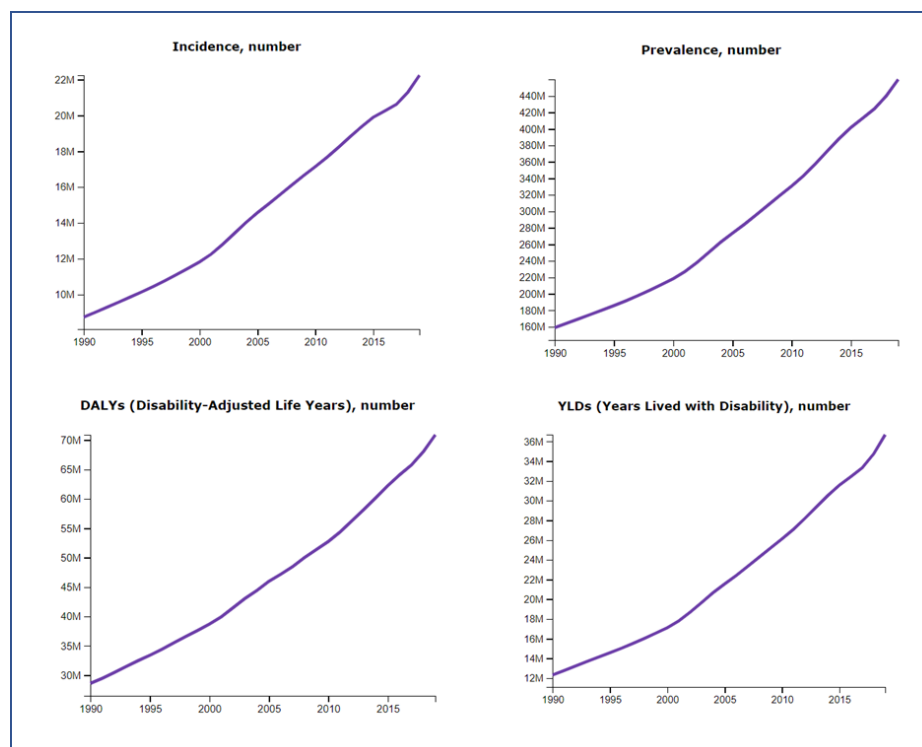 Incidence, number
22M
20M
18M
16M
14M
12M
10M
1990 1995 2000 2005 2010 2015
Prevalence, number
440M
420M
400M
380M
360M
340M
320M
300M
280M
260M
240M
220M
200M
180M
160M
1990 1995 2000 2005 2010 2015
DALYs (Disability-Adjusted Life Years), number
70M
65M
60M
55M
50M
45M
40M
35M
30M
1990 1995 2000 2005 2010 2015
YLDs (Years Lived with Disability), number
36M
34M
32M
30M
28M
26M
24M
22M
20M
18M
16M
14M
12M
1990 1995 2000 2005 2010 2015